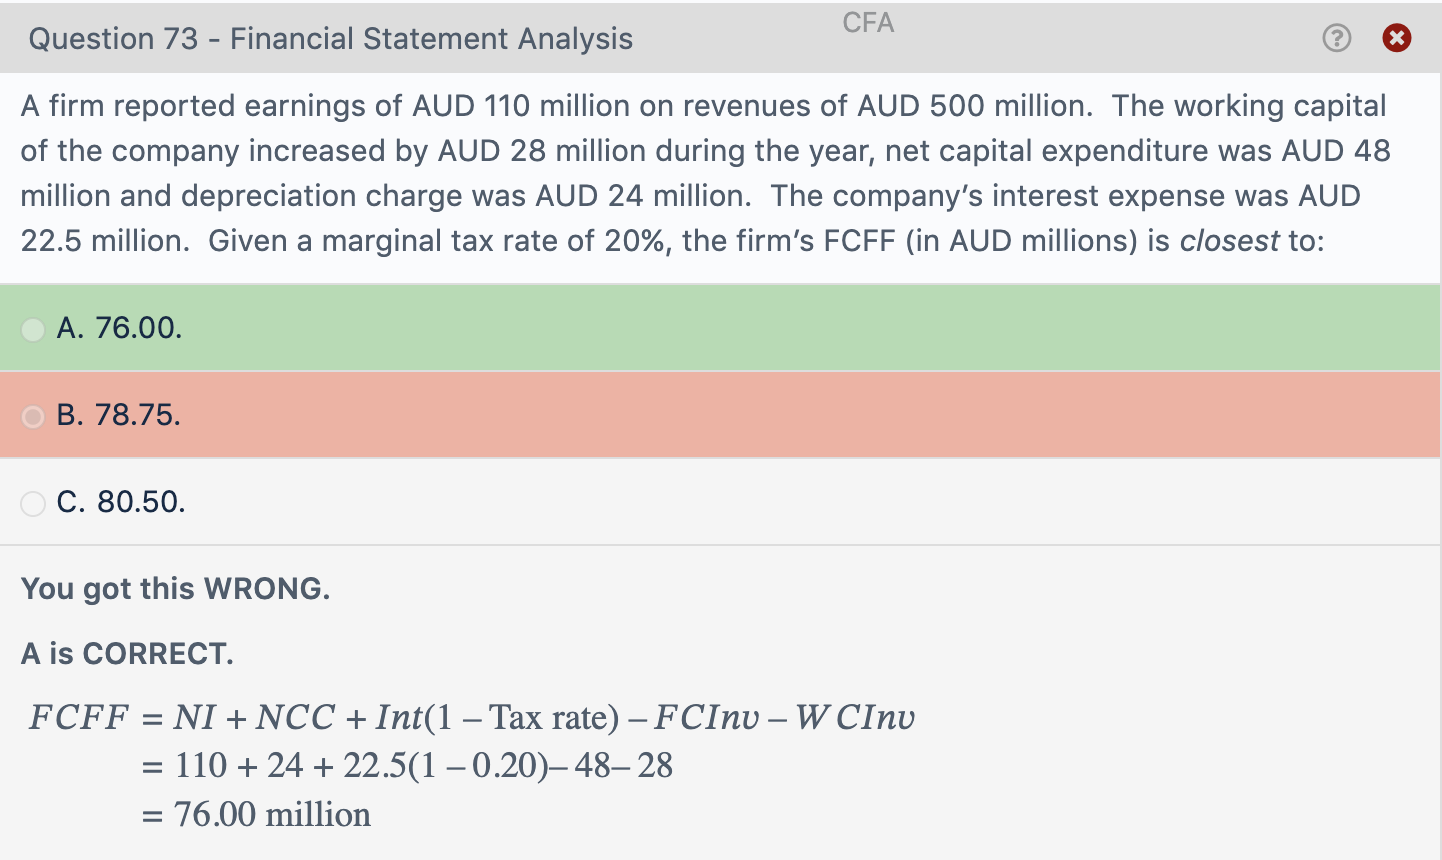 CFA
Question 73 - Financial Statement Analysis
A firm reported earnings of AUD 110 million on revenues of AUD 500 million.  The working capital
of the company increased by AUD 28 million during the year, net capital expenditure was AUD 48
million and depreciation charge was AUD 24 million.  The company’s interest expense was AUD
22.5 million.  Given a marginal tax rate of 20%, the firm’s FCFF (in AUD millions) is closest to:
A. 76.00.
B. 78.75.
C. 80.50.
You got this WRONG.
A is CORRECT.
FCFF = NI + NCC + Int(1 – Tax rate) – FCInv – WCInv
= 110 + 24 + 22.5(1 – 0.20)– 48– 28
= 76.00 million